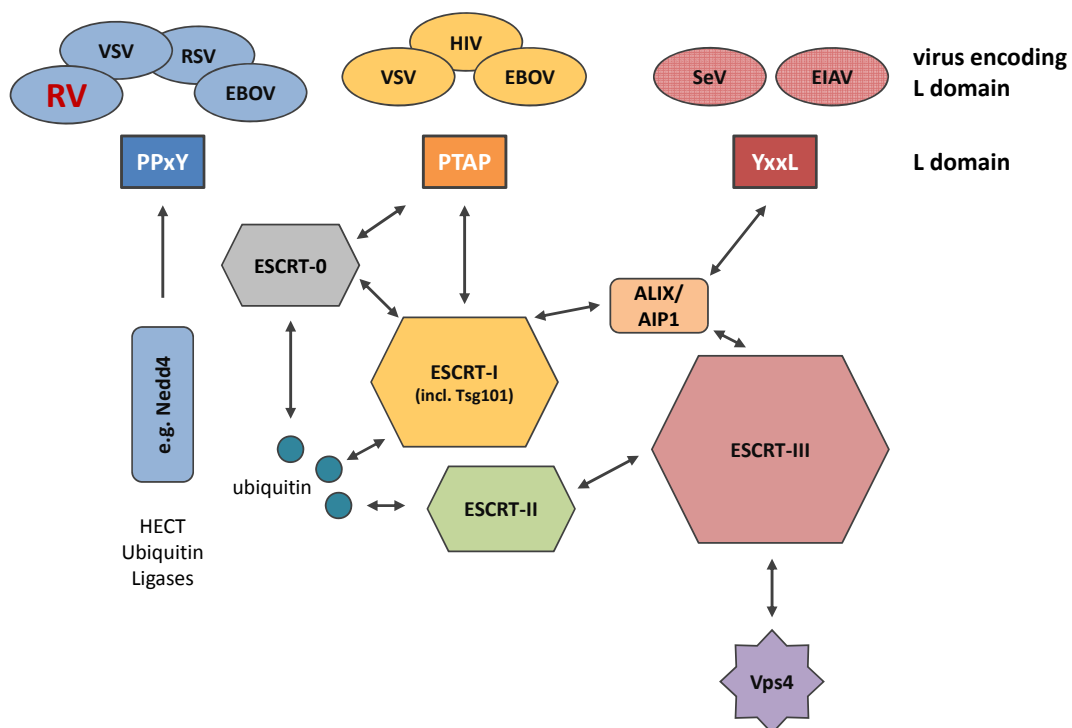 VSV
RSV
RV
EBOV
HIV
VSV
EBOV
SeV
EIAV
virus encoding
L domain
PPxY
PTAP
YxxL
L domain
ESCRT-0
ALIX/
AIP1
ESCRT-I
(incl. Tsg101)
e.g. Nedd4
ESCRT-III
ubiquitin
ESCRT-II
HECT
Ubiquitin
Ligases
Vps4